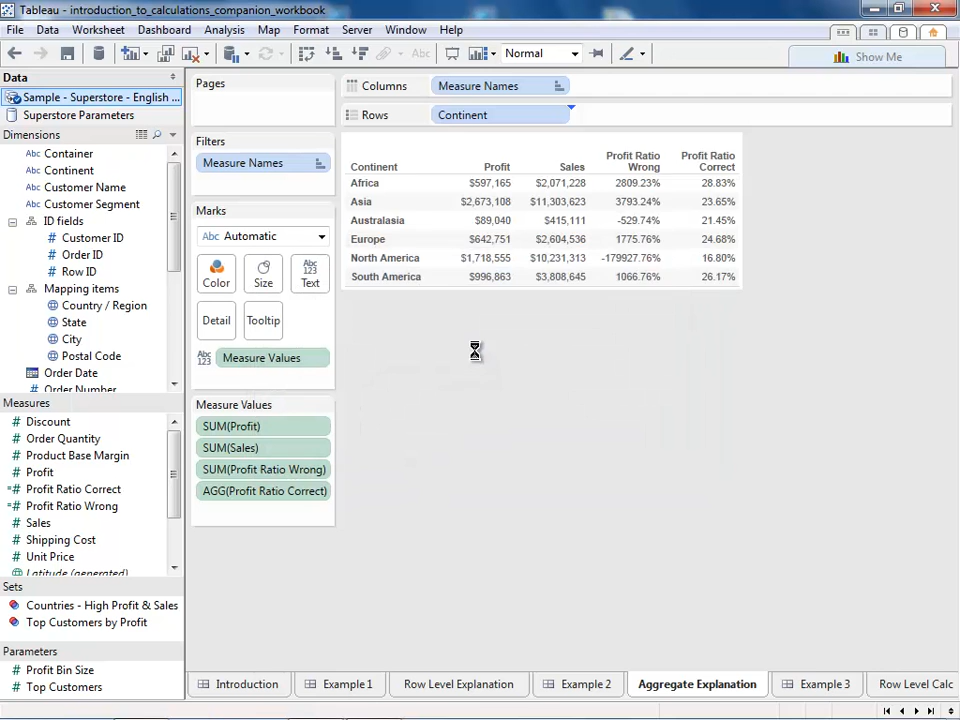 Tableau - introduction_to_calculations_companion_workbook
File Data Worksheet Dashboard Analysis Map Format Server Window Help
Abc Normal Show Me
Data
Sample - Superstore - English ...
Superstore Parameters
Dimensions
Abc Container
Abc Continent
Abc Customer Name
Abc Customer Segment
ID fields
# Customer ID
# Order ID
# Row ID
Mapping items
Country / Region
State
City
Postal Code
Order Date
# Order Number
Measures
# Discount
# Order Quantity
# Product Base Margin
# Profit
=# Profit Ratio Correct
=# Profit Ratio Wrong
# Sales
# Shipping Cost
# Unit Price
Latitude (generated)
Sets
Countries - High Profit & Sales
Top Customers by Profit
Parameters
# Profit Bin Size
# Top Customers
Pages
Filters
Measure Names
Marks
Abc Automatic
Color Size Abc 123 Text
Detail Tooltip
Abc 123 Measure Values
Measure Values
SUM(Profit)
SUM(Sales)
SUM(Profit Ratio Wrong)
AGG(Profit Ratio Correct)
Columns Measure Names
Rows Continent
Continent Profit Sales Profit Ratio Wrong Profit Ratio Correct
Africa $597,165 $2,071,228 2809.23% 28.83%
Asia $2,673,108 $11,303,623 3793.24% 23.65%
Australasia $89,040 $415,111 -529.74% 21.45%
Europe $642,751 $2,604,536 1775.76% 24.68%
North America $1,718,555 $10,231,313 -179927.76% 16.80%
South America $996,863 $3,808,645 1066.76% 26.17%
Introduction Example 1 Row Level Explanation Example 2 Aggregate Explanation Example 3 Row Level Calc